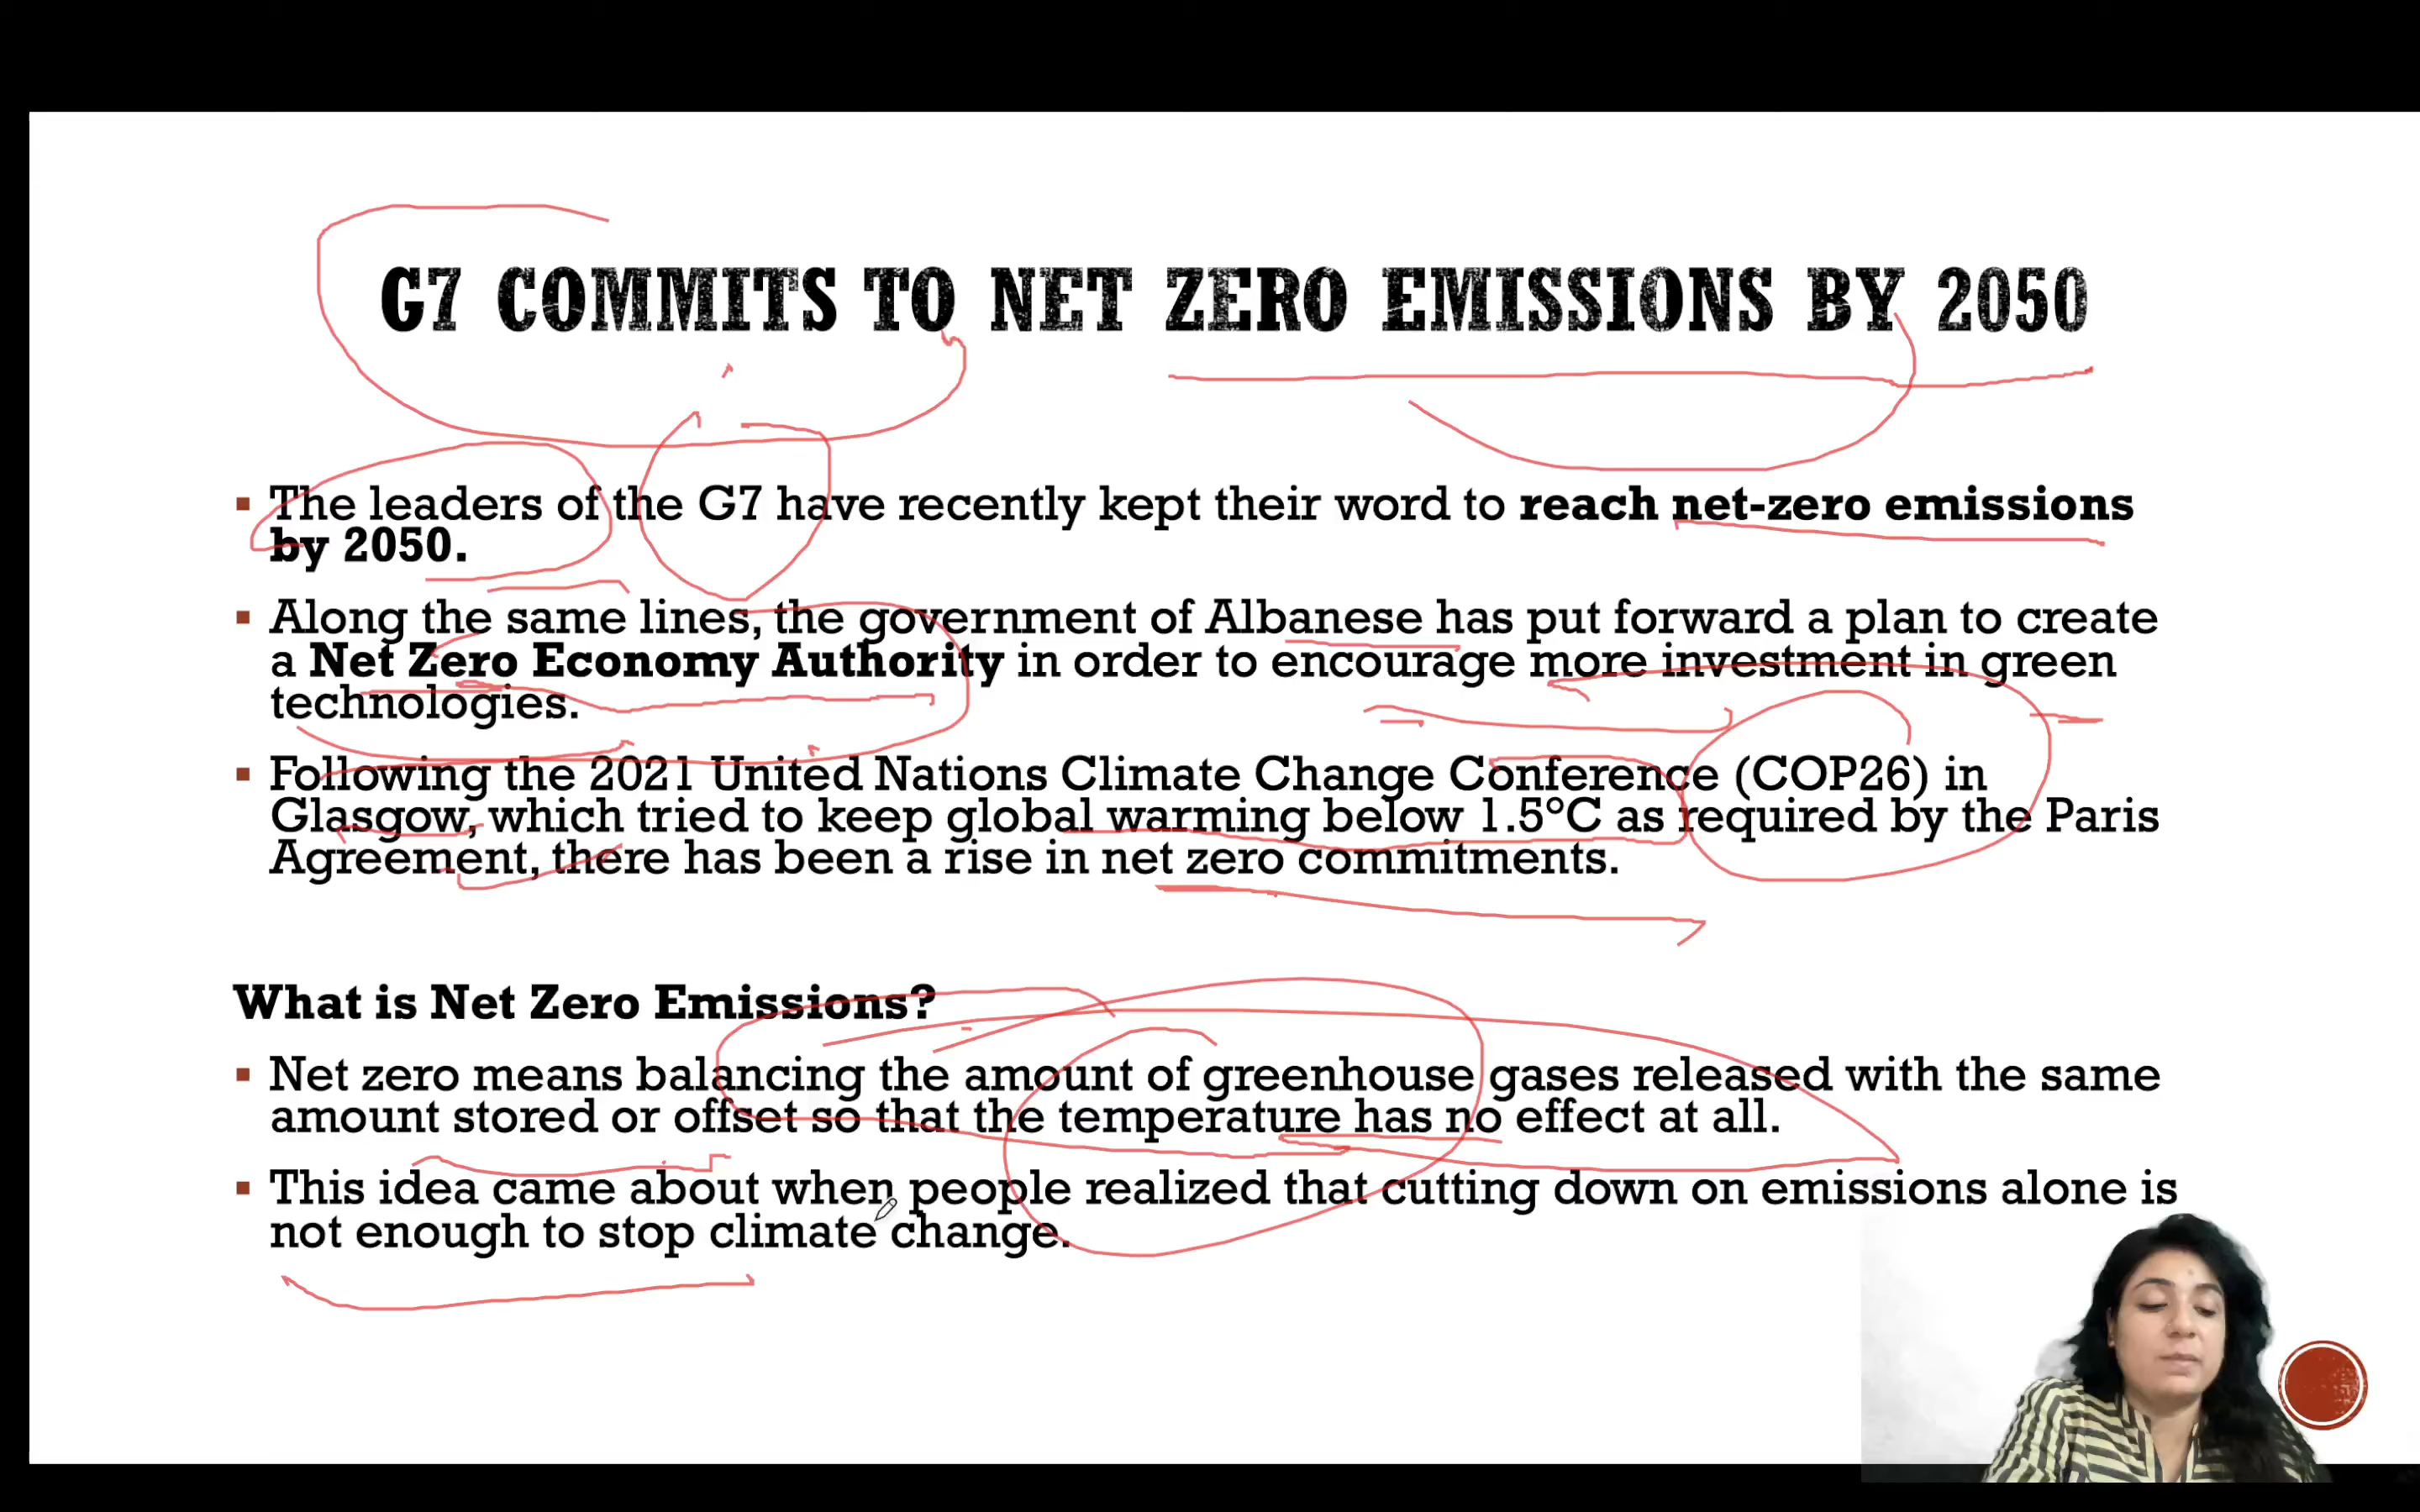 G7 COMMITS TO NET ZERO EMISSIONS BY 2050
The leaders of the G7 have recently kept their word to reach net-zero emissions
by 2050.
Along the same lines, the government of Albanese has put forward a plan to create
a Net Zero Economy Authority in order to encourage more investment in green
technologies.
Following the 2021 United Nations Climate Change Conference (COP26) in
Glasgow, which tried to keep global warming below 1.5°C as required by the Paris
Agreement, there has been a rise in net zero commitments.
What is Net Zero Emissions?
Net zero means balancing the amount of greenhouse gases released with the same
amount stored or offset so that the temperature has no effect at all.
This idea came about when people realized that cutting down on emissions alone is
not enough to stop climate change.